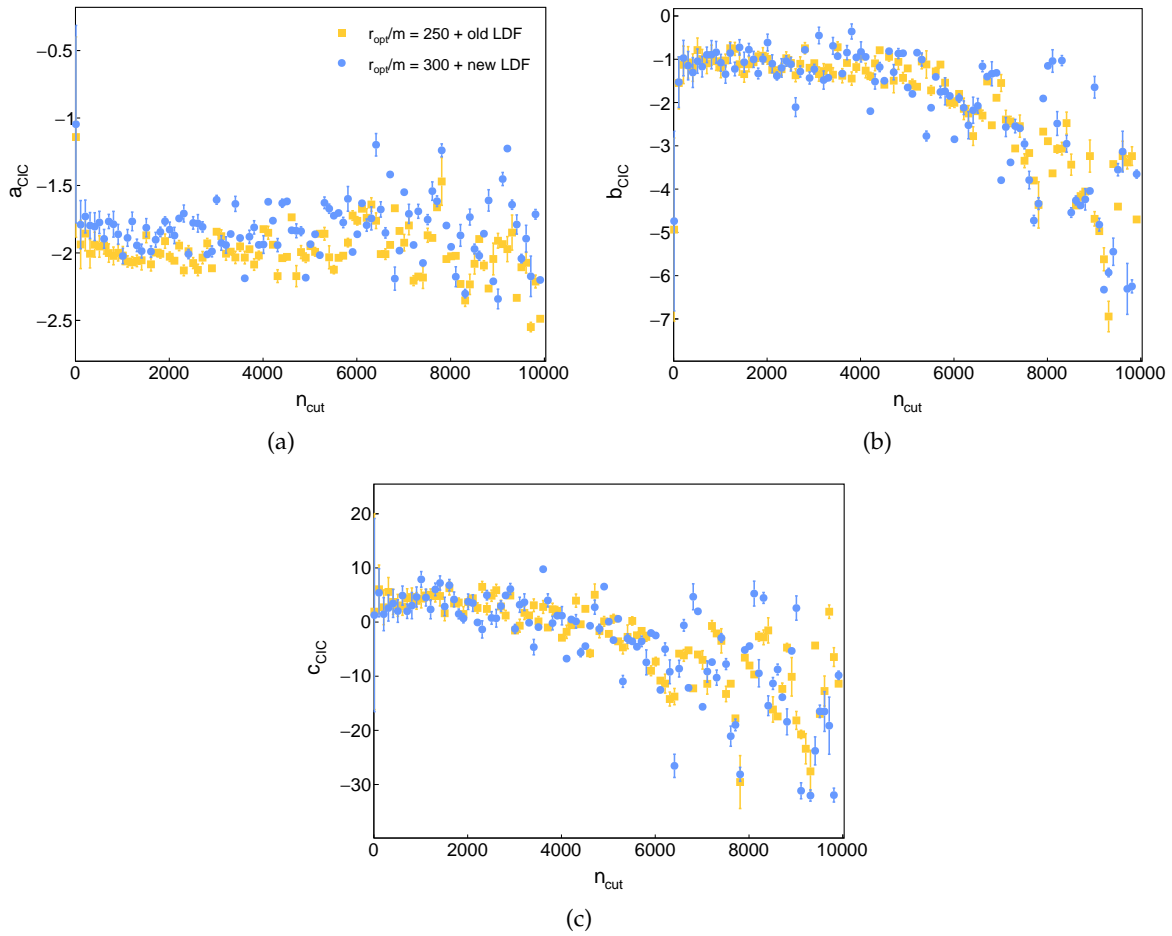 r_opt/m = 250 + old LDF
r_opt/m = 300 + new LDF
−0.5
−1
−1.5
−2
−2.5
a_CIC
0 2000 4000 6000 8000 10000
n_cut
(a)
0
−1
−2
−3
−4
−5
−6
−7
b_CIC
0 2000 4000 6000 8000 10000
n_cut
(b)
20
10
0
−10
−20
−30
c_CIC
0 2000 4000 6000 8000 10000
n_cut
(c)